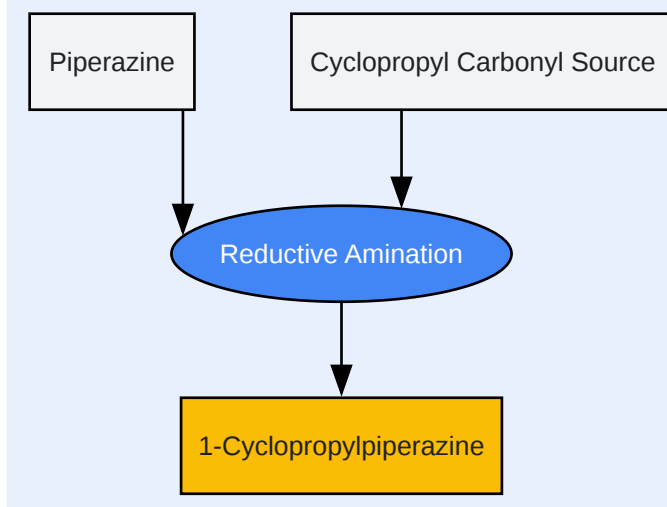 Piperazine
Cyclopropyl Carbonyl Source
Reductive Amination
1-Cyclopropylpiperazine